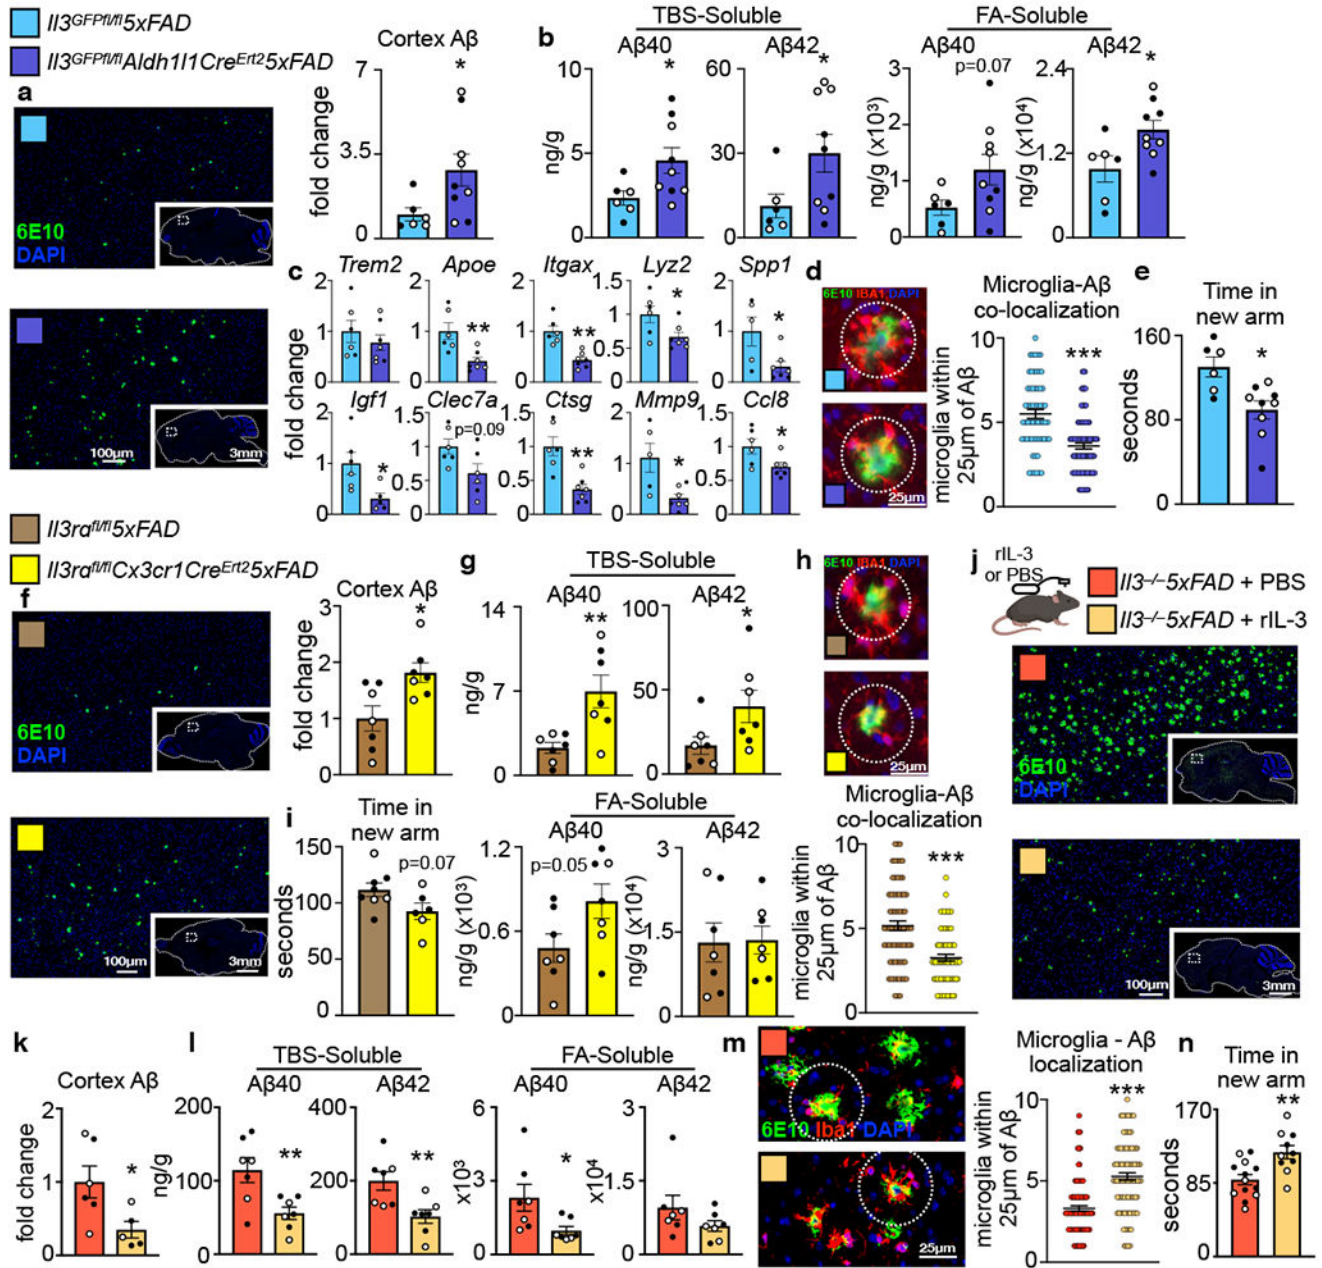 Il3GFPfl/fl5xFAD
Il3GFPfl/flAldh1l1CreErt25xFAD
a
6E10
DAPI
100µm
3mm
Cortex Aβ
fold change
7
3.5
0
*
b
TBS-Soluble
FA-Soluble
Aβ40
Aβ42
Aβ40
Aβ42
ng/g
10
5
0
*
60
30
0
*
ng/g (x10³)
3
2
1
0
p=0.07
ng/g (x10⁴)
2.4
1.2
0
*
c
fold change
Trem2
Apoe
Itgax
Lyz2
Spp1
2
1
0
2
1
0
**
2
1
0
**
1.5
1
0.5
0
*
2
1
0
*
fold change
Igf1
Clec7a
Ctsg
Mmp9
Ccl8
2
1
0
*
1.5
1
0.5
0
p=0.09
1.5
1
0.5
0
**
2
1
0
*
1.5
1
0.5
0
*
d
6E10 IBA1 DAPI
25µm
Microglia-Aβ
co-localization
microglia within
25µm of Aβ
10
5
0
***
e
Time in
new arm
seconds
160
80
0
*
Il3rafl/fl5xFAD
Il3rafl/flCx3cr1CreErt25xFAD
f
6E10
DAPI
100µm
3mm
Cortex Aβ
fold change
3
2
1
0
*
g
TBS-Soluble
Aβ40
Aβ42
ng/g
14
7
0
**
100
50
0
*
FA-Soluble
Aβ40
Aβ42
ng/g (x10³)
1.2
0.6
0
p=0.05
ng/g (x10⁴)
3
1.5
0
h
6E10 IBA1 DAPI
25µm
Microglia-Aβ
co-localization
microglia within
25µm of Aβ
10
5
0
***
i
Time in
new arm
seconds
150
100
50
0
p=0.07
j
rIL-3
or PBS
Il3–/–5xFAD + PBS
Il3–/–5xFAD + rIL-3
6E10
DAPI
100µm
3mm
k
Cortex Aβ
fold change
2
1
0
*
l
TBS-Soluble
FA-Soluble
Aβ40
Aβ42
Aβ40
Aβ42
ng/g
200
100
0
**
400
200
0
**
x10³
6
3
0
*
x10⁴
3
1.5
0
m
6E10 Iba1 DAPI
25µm
Microglia - Aβ
localization
microglia within
25µm of Aβ
10
5
0
***
n
Time in
new arm
seconds
170
85
0
**